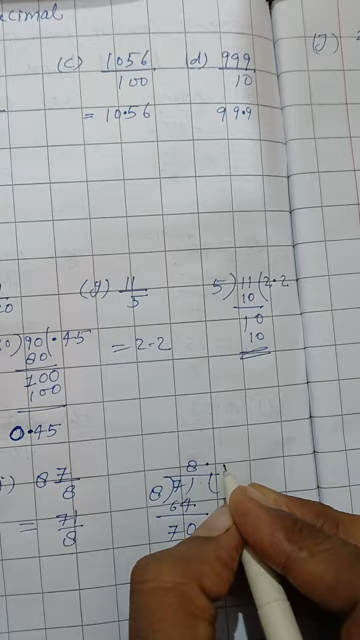 cimal
(c) 1056/100
(d) 999/10
= 10.56
99.9
(g) 11/5
5) 11 (2.2
10
10
10
= 2.2
20) 90 ( .45
80
100
100
0.45
i) 8 7/8
8) 71 (
8.
64
70
= 71/8